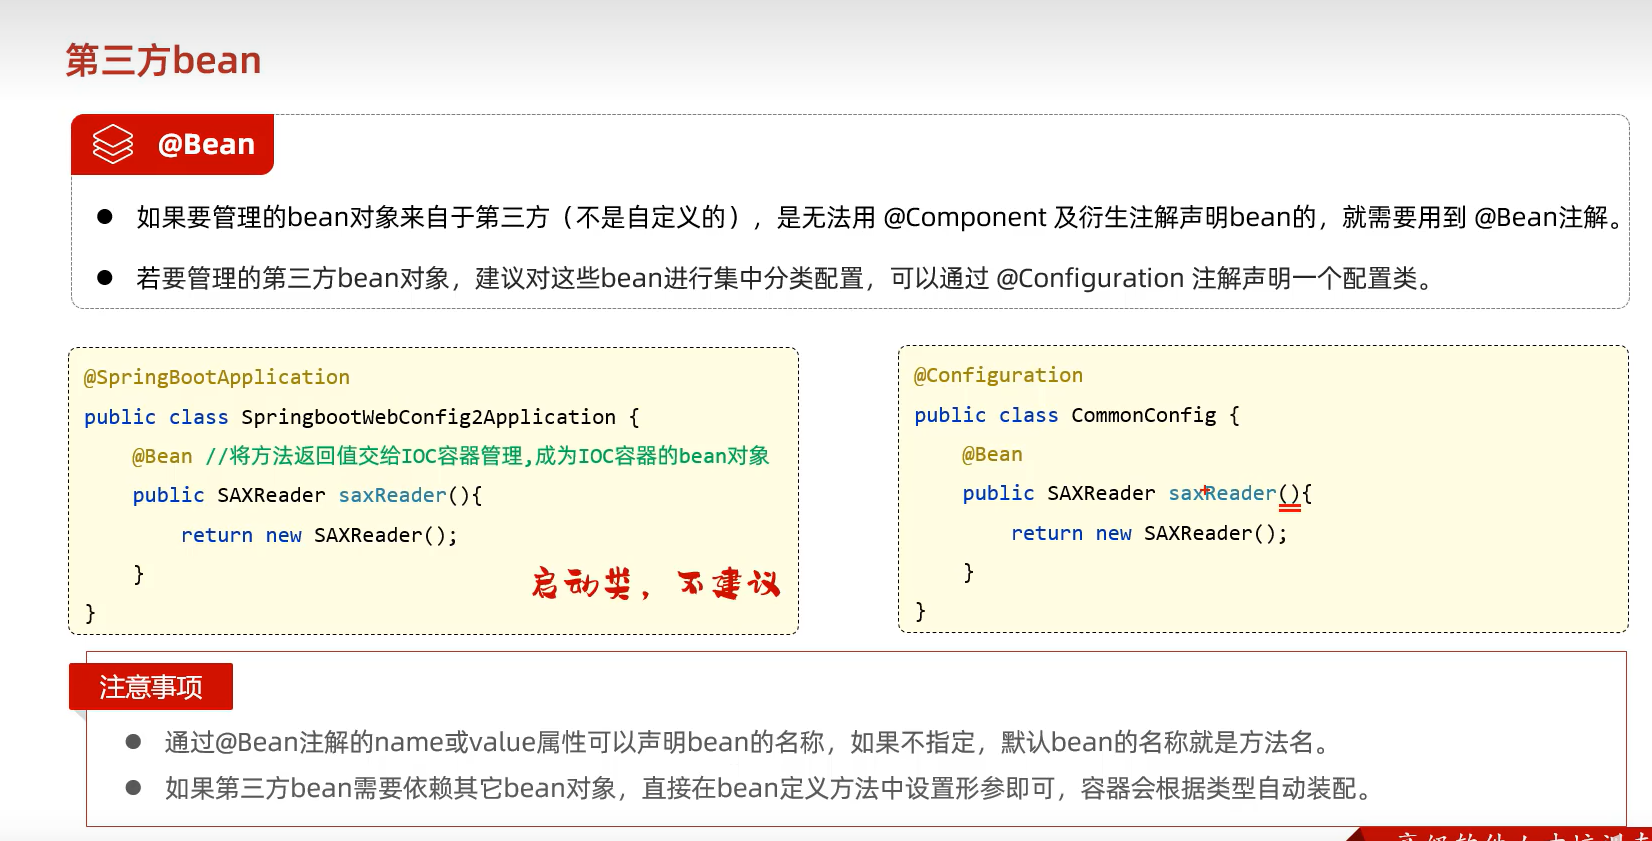 第三方bean
@Bean
如果要管理的bean对象来自于第三方（不是自定义的），是无法用 @Component 及衍生注解声明bean的，就需要用到 @Bean注解。
若要管理的第三方bean对象，建议对这些bean进行集中分类配置，可以通过 @Configuration 注解声明一个配置类。
@SpringBootApplication
public class SpringbootWebConfig2Application {
@Bean //将方法返回值交给IOC容器管理,成为IOC容器的bean对象
public SAXReader saxReader(){
return new SAXReader();
}
}
启动类，不建议
@Configuration
public class CommonConfig {
@Bean
public SAXReader saxReader(){
return new SAXReader();
}
}
注意事项
通过@Bean注解的name或value属性可以声明bean的名称，如果不指定，默认bean的名称就是方法名。
如果第三方bean需要依赖其它bean对象，直接在bean定义方法中设置形参即可，容器会根据类型自动装配。